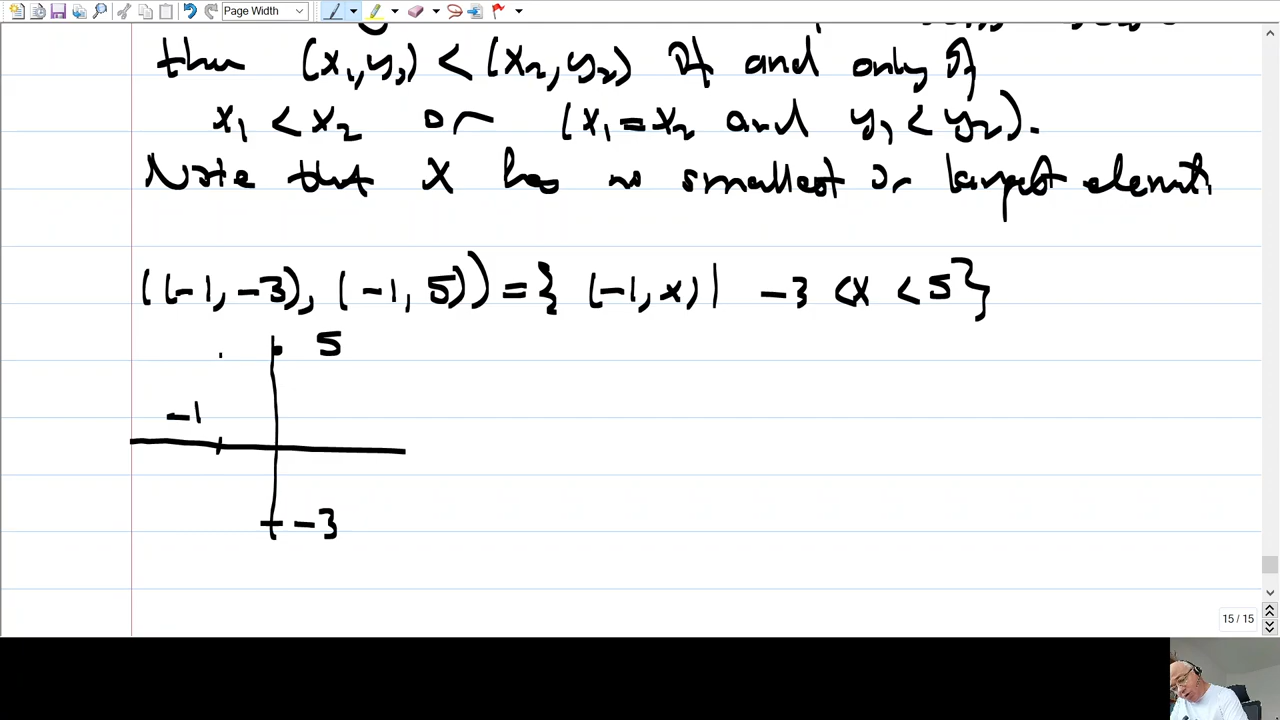 Page Width
then (x₁,y₁) < (x₂,y₂) if and only if
x₁ < x₂ or (x₁ = x₂ and y₁ < y₂).
Note that X has no smallest or largest element
((-1, -3), (-1, 5)) = { (-1, x) | -3 < x < 5 }
5
-1
-3
15 / 15